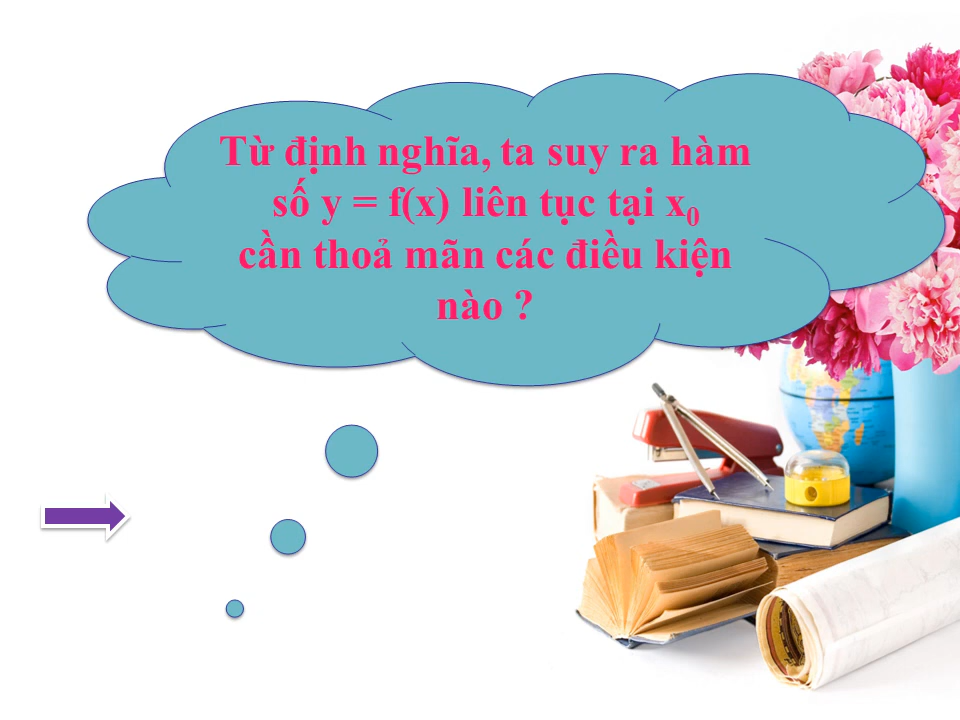 Từ định nghĩa, ta suy ra hàm
số y = f(x) liên tục tại x₀
cần thoả mãn các điều kiện
nào ?